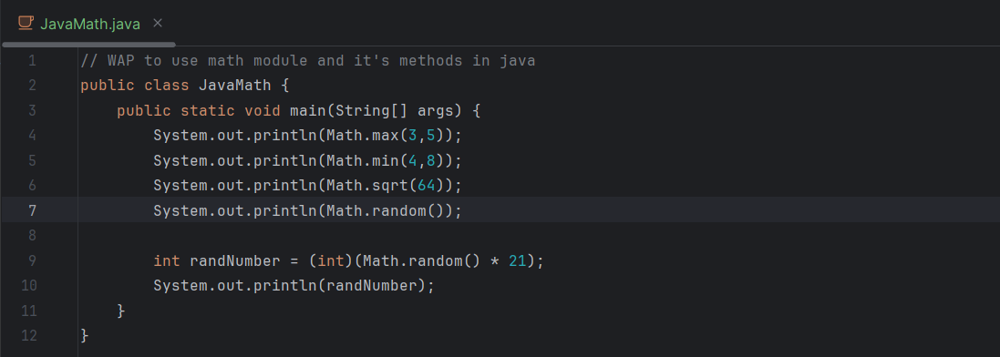 JavaMath.java ×
1 // WAP to use math module and it's methods in java
2 public class JavaMath {
3     public static void main(String[] args) {
4         System.out.println(Math.max(3,5));
5         System.out.println(Math.min(4,8));
6         System.out.println(Math.sqrt(64));
7         System.out.println(Math.random());
8
9         int randNumber = (int)(Math.random() * 21);
10         System.out.println(randNumber);
11     }
12 }